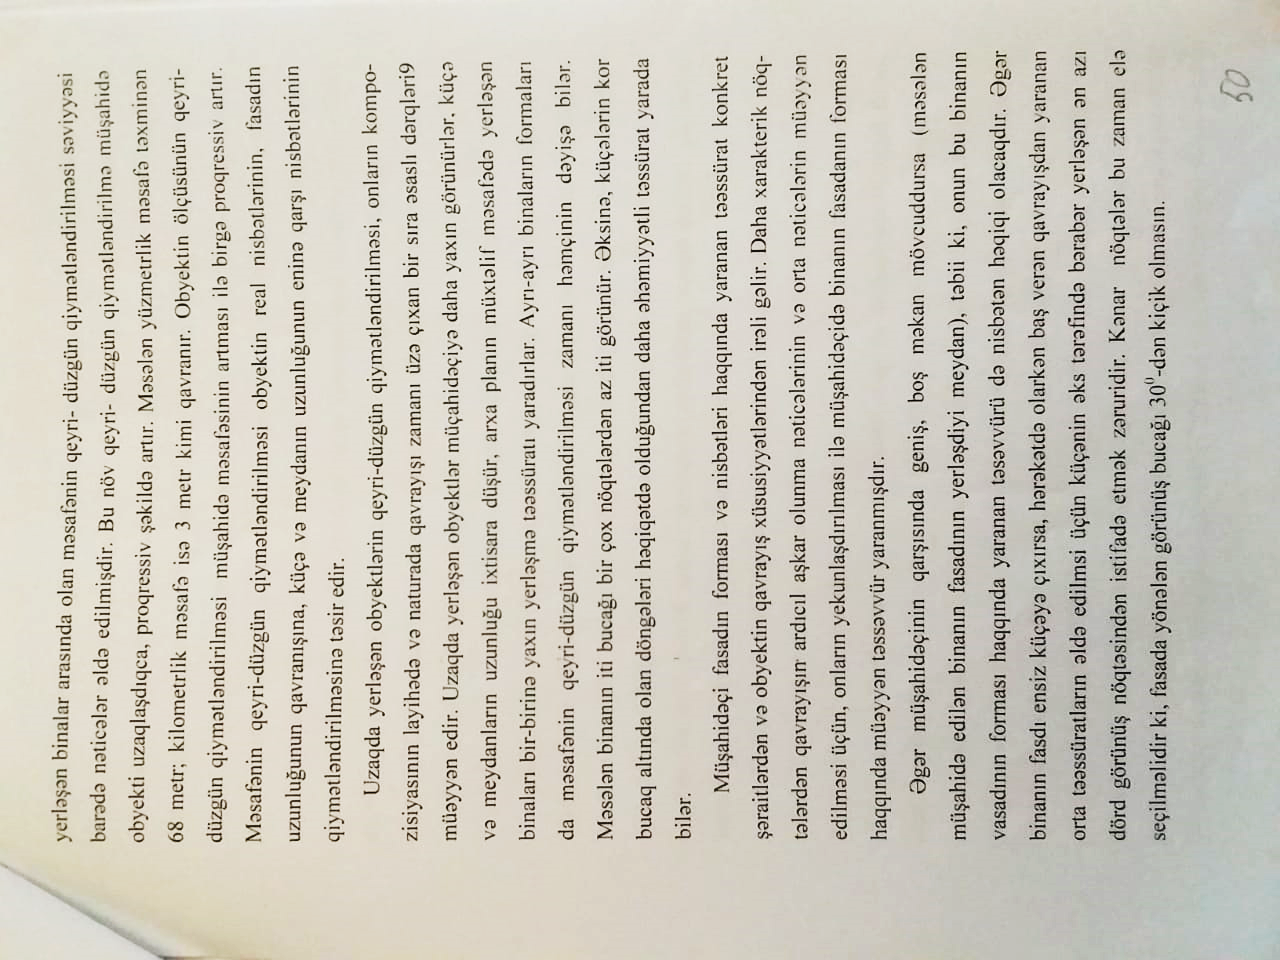 yerləşən binalar arasında olan məsafənin qeyri- düzgün qiymətləndirilməsi səviyyəsi
barədə nəticələr əldə edilmişdir. Bu növ qeyri- düzgün qiymətləndirilmə müşahidə
obyekti uzaqlaşdıqca, proqressiv şəkildə artır. Məsələn yüzmetrlik məsafə təxminən
68 metr; kilometrlik məsafə isə 3 metr kimi qavranır. Obyektin ölçüsünün qeyri-
düzgün qiymətləndirilməsi müşahidə məsafəsinin artması ilə birgə proqressiv artır.
Məsafənin qeyri-düzgün qiymətləndirilməsi obyektin real nisbətlərinin, fasadın
uzunluğunun qavranışına, küçə və meydanın uzunluğunun eninə qarşı nisbətlərinin
qiymətləndirilməsinə təsir edir.
Uzaqda yerləşən obyektlərin qeyri-düzgün qiymətləndirilməsi, onların kompo-
zisiyasının layihədə və naturada qavrayışı zamanı üzə çıxan bir sıra əsaslı dərqləri9
müəyyən edir. Uzaqda yerləşən obyektlər müçahidəçiyə daha yaxın görünürlər, küçə
və meydanların uzunluğu ixtisara düşür, arxa planın müxtəlif məsafədə yerləşən
binaları bir-birinə yaxın yerləşmə təəssüratı yaradırlar. Ayrı-ayrı binaların formaları
da məsafənin qeyri-düzgün qiymətləndirilməsi zamanı həmçinin dəyişə bilər.
Məsələn binanın iti bucağı bir çox nöqtələrdən az iti görünür. Əksinə, küçələrin kor
bucaq altında olan döngələri həqiqətdə olduğundan daha əhəmiyyətli təssürat yarada
bilər.
Müşahidəçi fasadın forması və nisbətləri haqqında yaranan təəssürat konkret
şəraitlərdən və obyektin qavrayış xüsusiyyətlərindən irəli gəlir. Daha xarakterik nöq-
tələrdən qavrayışın ardıcıl aşkar olunma nəticələrinin və orta nəticələrin müəyyən
edilməsi üçün, onların yekunlaşdırılması ilə müşahidəçidə binanın fasadanın forması
haqqında müəyyən təssəvvür yaranmışdır.
Əgər müşahidəçinin qarşısında geniş, boş məkan mövcuddursa (məsələn
müşahidə edilən binanın fasadının yerləşdiyi meydan), təbii ki, onun bu binanın
vasadının forması haqqında yaranan təsəvvürü də nisbətən həqiqi olacaqdır. Əgər
binanın fasdı ensiz küçəyə çıxırsa, hərəkətdə olarkən baş verən qavrayışdan yaranan
orta təəssüratların əldə edilmsi üçün küçənin əks tərəfində bərabər yerləşən ən azı
dörd görünüş nöqtəsindən istifadə etmək zəruridir. Kənar nöqtələr bu zaman elə
seçilməlidir ki, fasada yönələn görünüş bucağı 30⁰-dən kiçik olmasın.
50